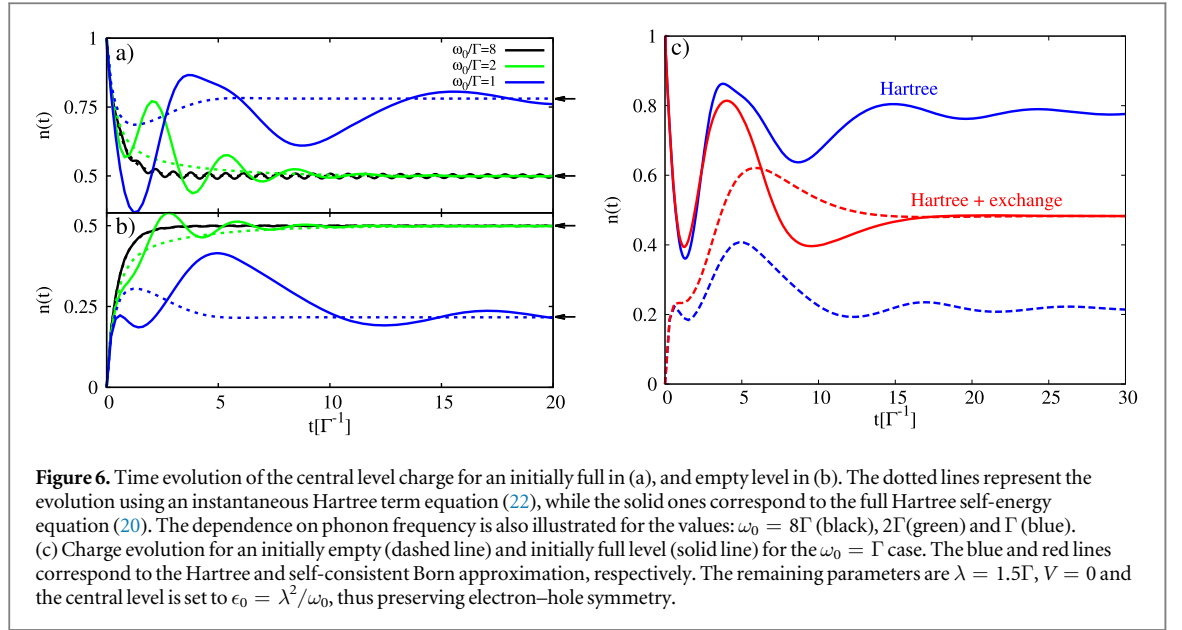 1
a)
ω₀/Γ=8
ω₀/Γ=2
ω₀/Γ=1
0.75
n(t)
0.5
b)
0.5
n(t)
0.25
0
0 5 10 15 20
t[Γ⁻¹]
1
c)
Hartree
0.8
0.6
n(t)
Hartree + exchange
0.4
0.2
0
0 5 10 15 20 25 30
t[Γ⁻¹]
Figure 6. Time evolution of the central level charge for an initially full in (a), and empty level in (b). The dotted lines represent the
evolution using an instantaneous Hartree term equation (22), while the solid ones correspond to the full Hartree self-energy
equation (20). The dependence on phonon frequency is also illustrated for the values: ω₀ = 8Γ (black), 2Γ(green) and Γ (blue).
(c) Charge evolution for an initially empty (dashed line) and initially full level (solid line) for the ω₀ = Γ case. The blue and red lines
correspond to the Hartree and self-consistent Born approximation, respectively. The remaining parameters are λ = 1.5Γ, V = 0 and
the central level is set to ϵ₀ = λ²/ω₀, thus preserving electron–hole symmetry.